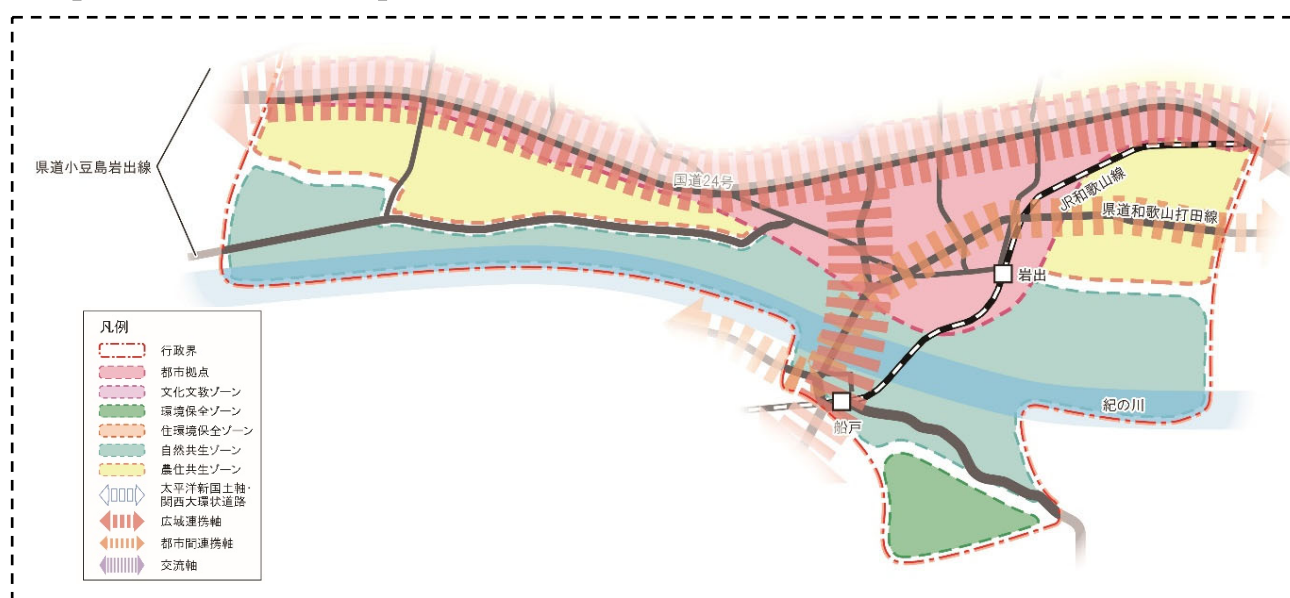 県道小豆島岩出線
国道24号
JR和歌山線
県道和歌山打田線
岩出
紀の川
船戸
凡例
行政界
都市拠点
文化文教ゾーン
環境保全ゾーン
住環境保全ゾーン
自然共生ゾーン
農住共生ゾーン
太平洋新国土軸・
関西大環状道路
広域連携軸
都市間連携軸
交流軸